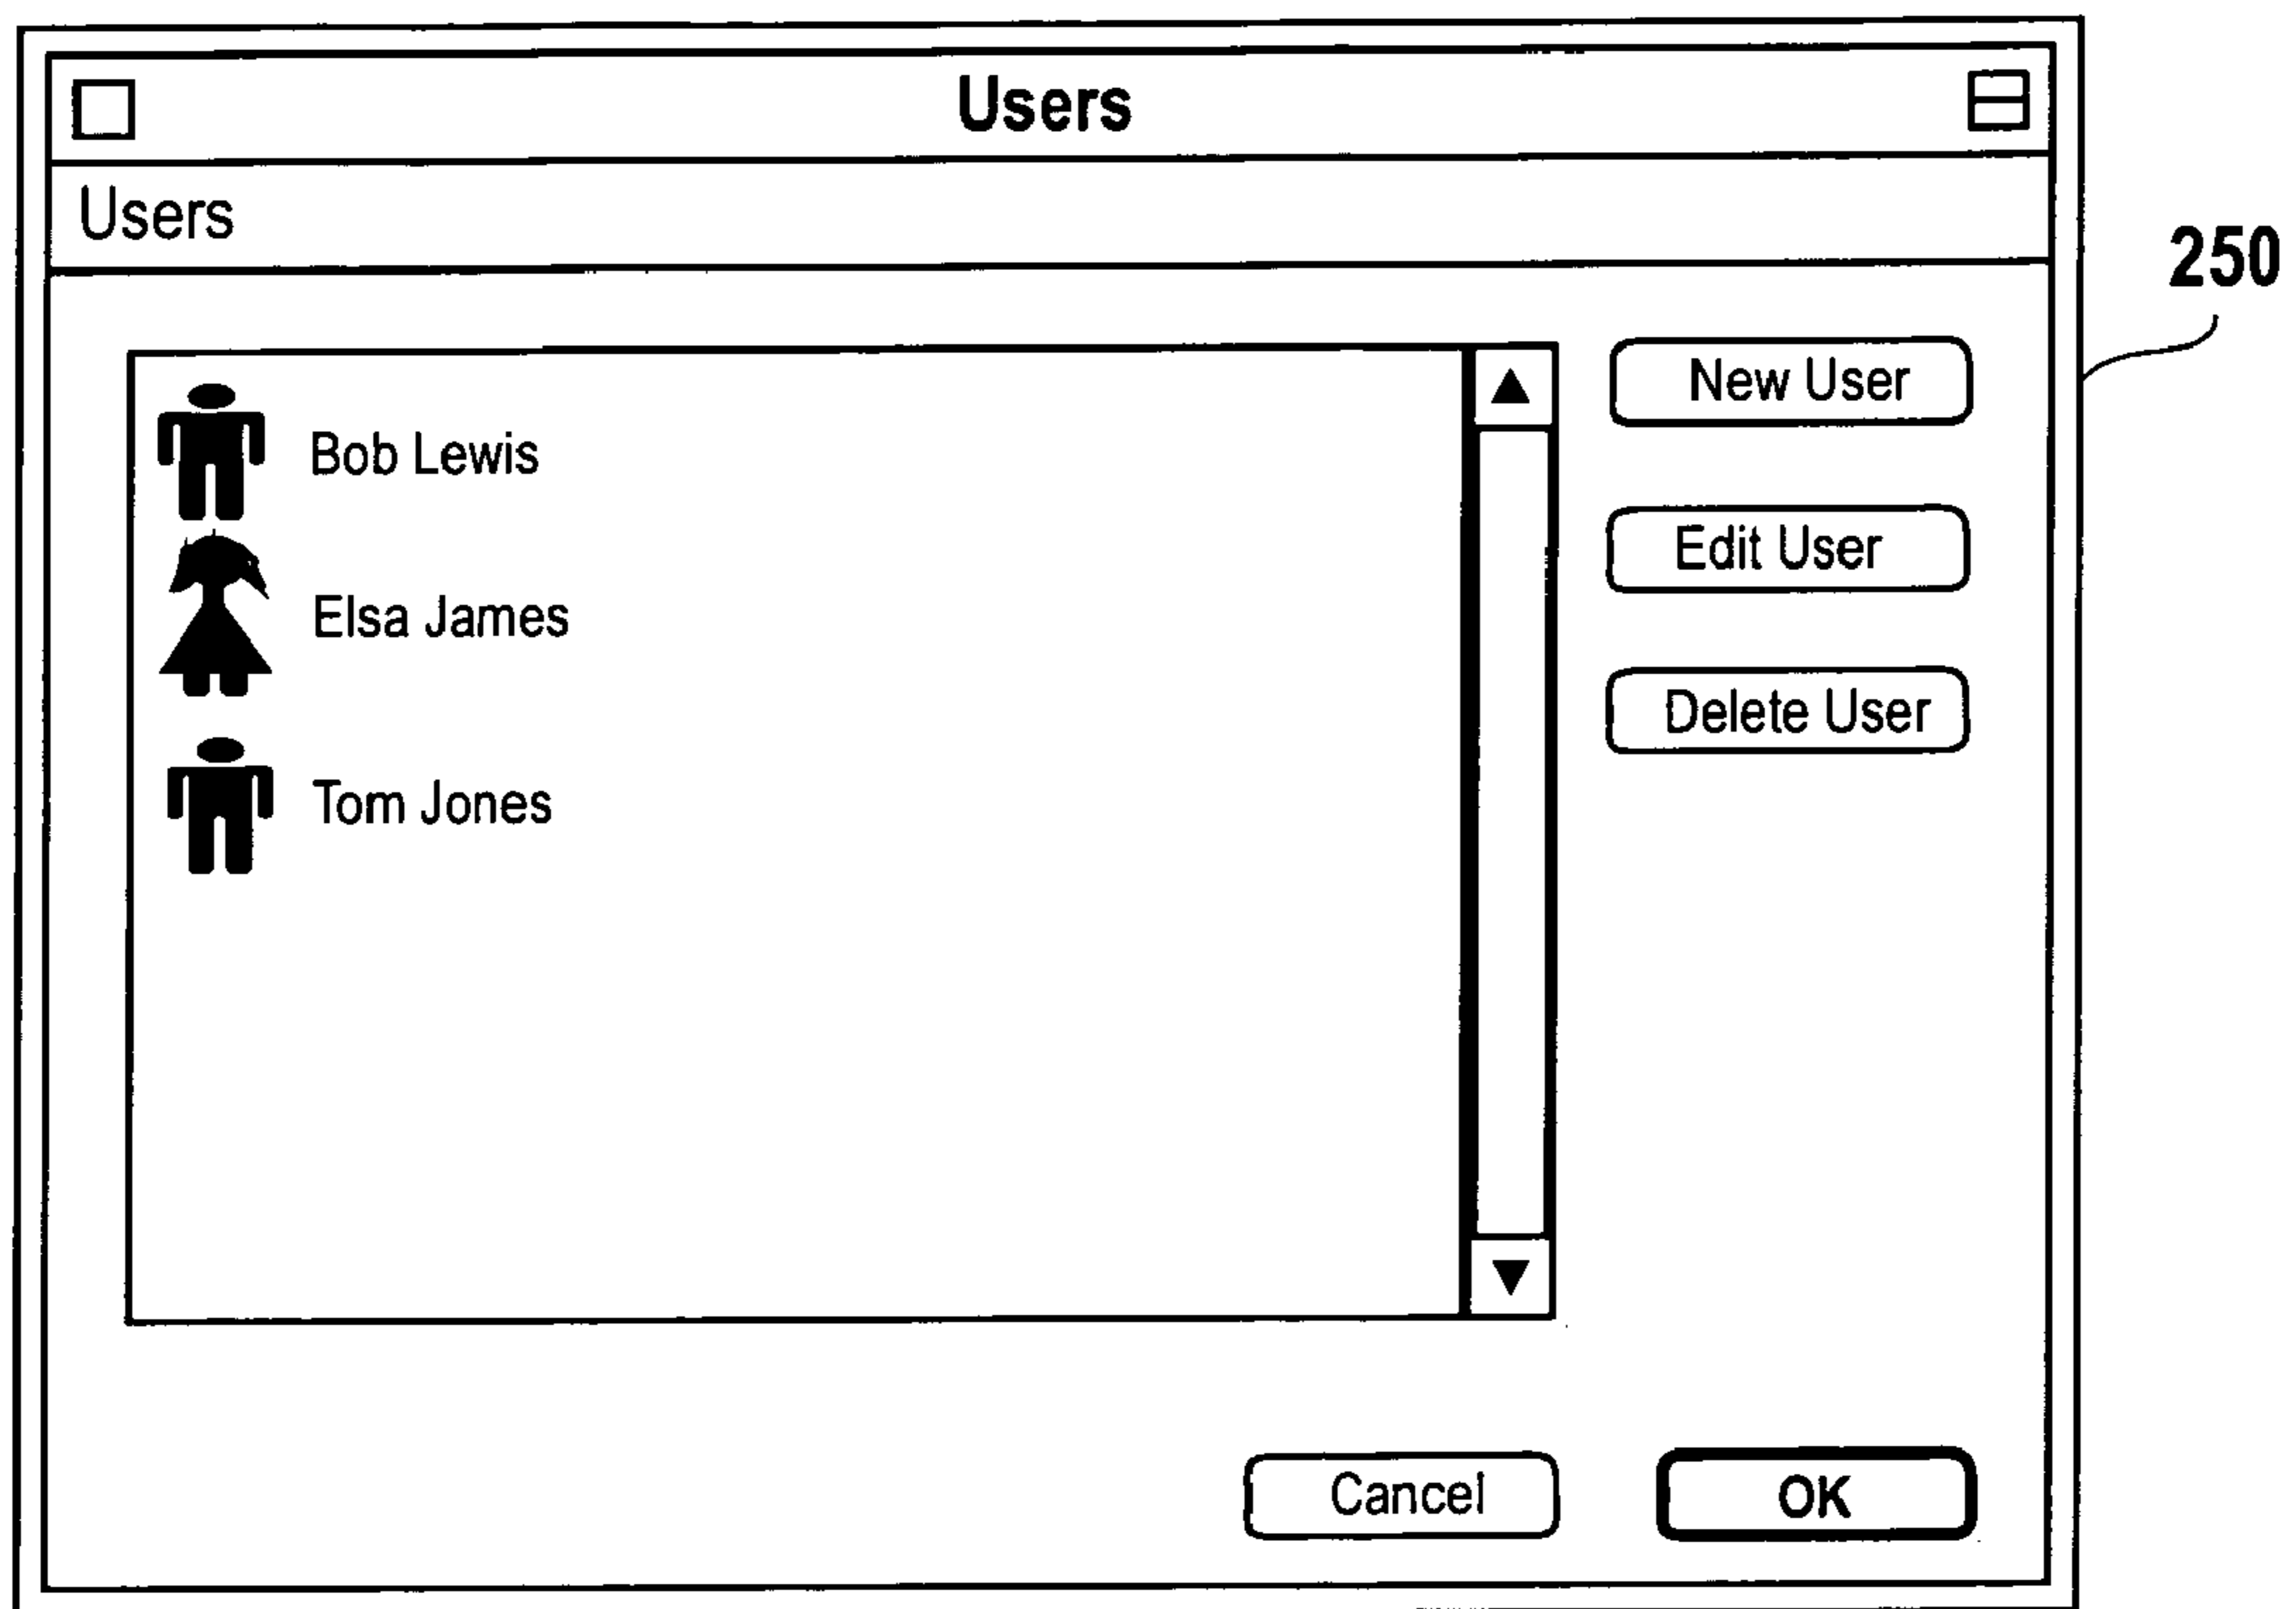 Users
Users
250
New User
Bob Lewis
Edit User
Elsa James
Delete User
Tom Jones
Cancel
OK